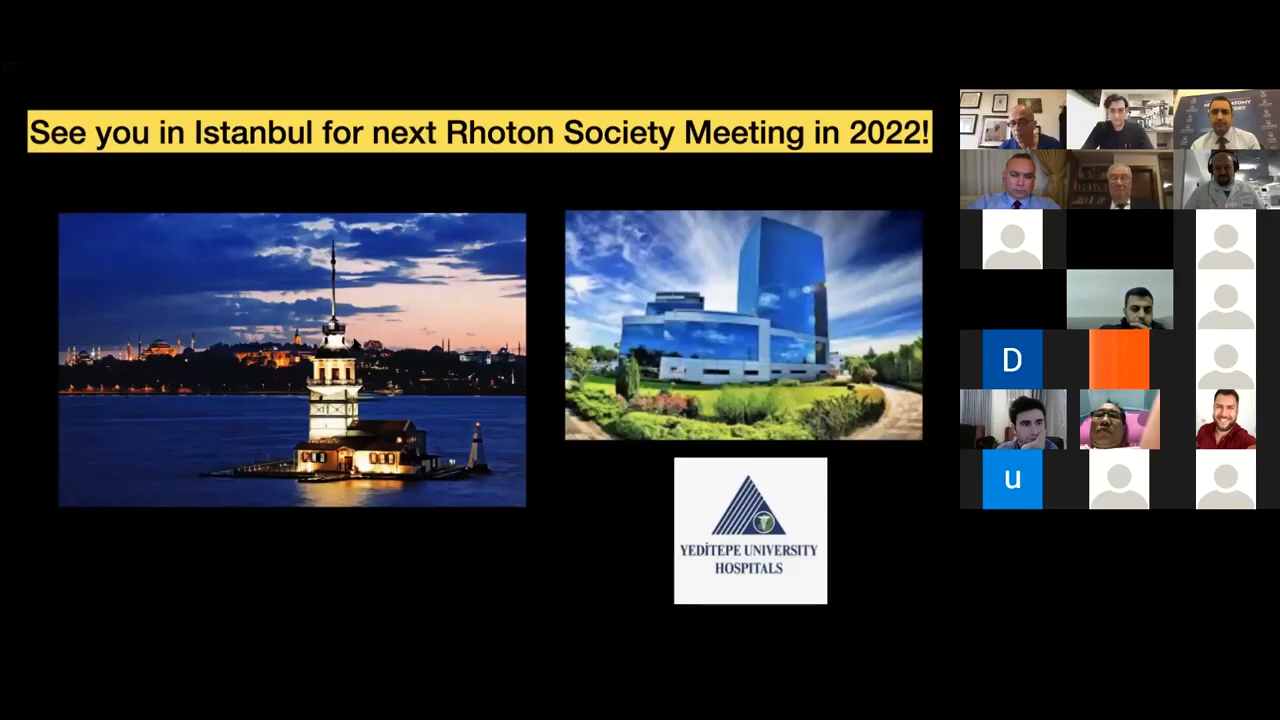 See you in Istanbul for next Rhoton Society Meeting in 2022!
YEDİTEPE UNIVERSITY
HOSPITALS
D
u